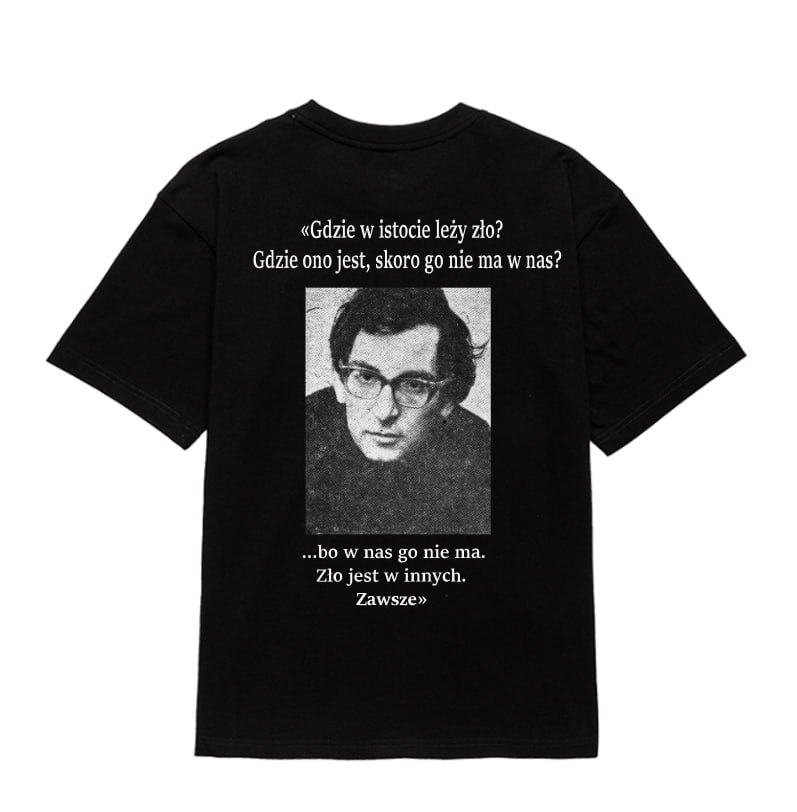 «Gdzie w istocie leży zło?
Gdzie ono jest, skoro go nie ma w nas?
...bo w nas go nie ma.
Zło jest w innych.
Zawsze»